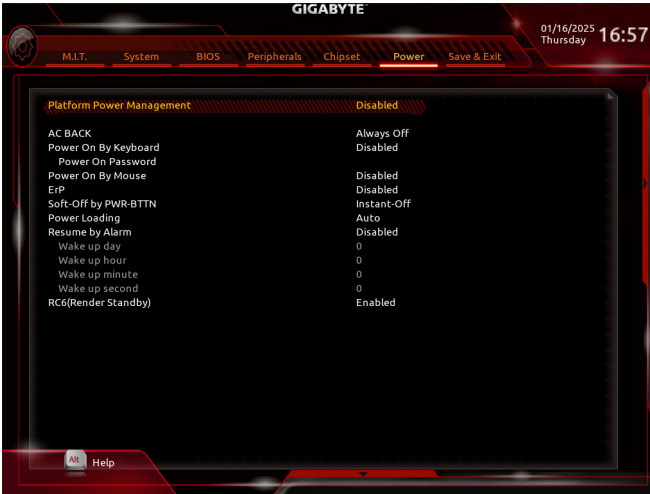 GIGABYTE
01/16/2025 16:57
Thursday
M.I.T. System BIOS Peripherals Chipset Power Save & Exit
Platform Power Management Disabled
AC BACK Always Off
Power On By Keyboard Disabled
Power On Password
Power On By Mouse Disabled
ErP Disabled
Soft-Off by PWR-BTTN Instant-Off
Power Loading Auto
Resume by Alarm Disabled
Wake up day 0
Wake up hour 0
Wake up minute 0
Wake up second 0
RC6(Render Standby) Enabled
Alt Help